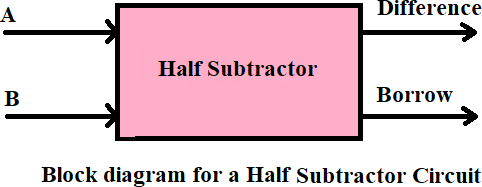 Difference
A
Half Subtractor
B
Borrow
Block diagram for a Half Subtractor Circuit